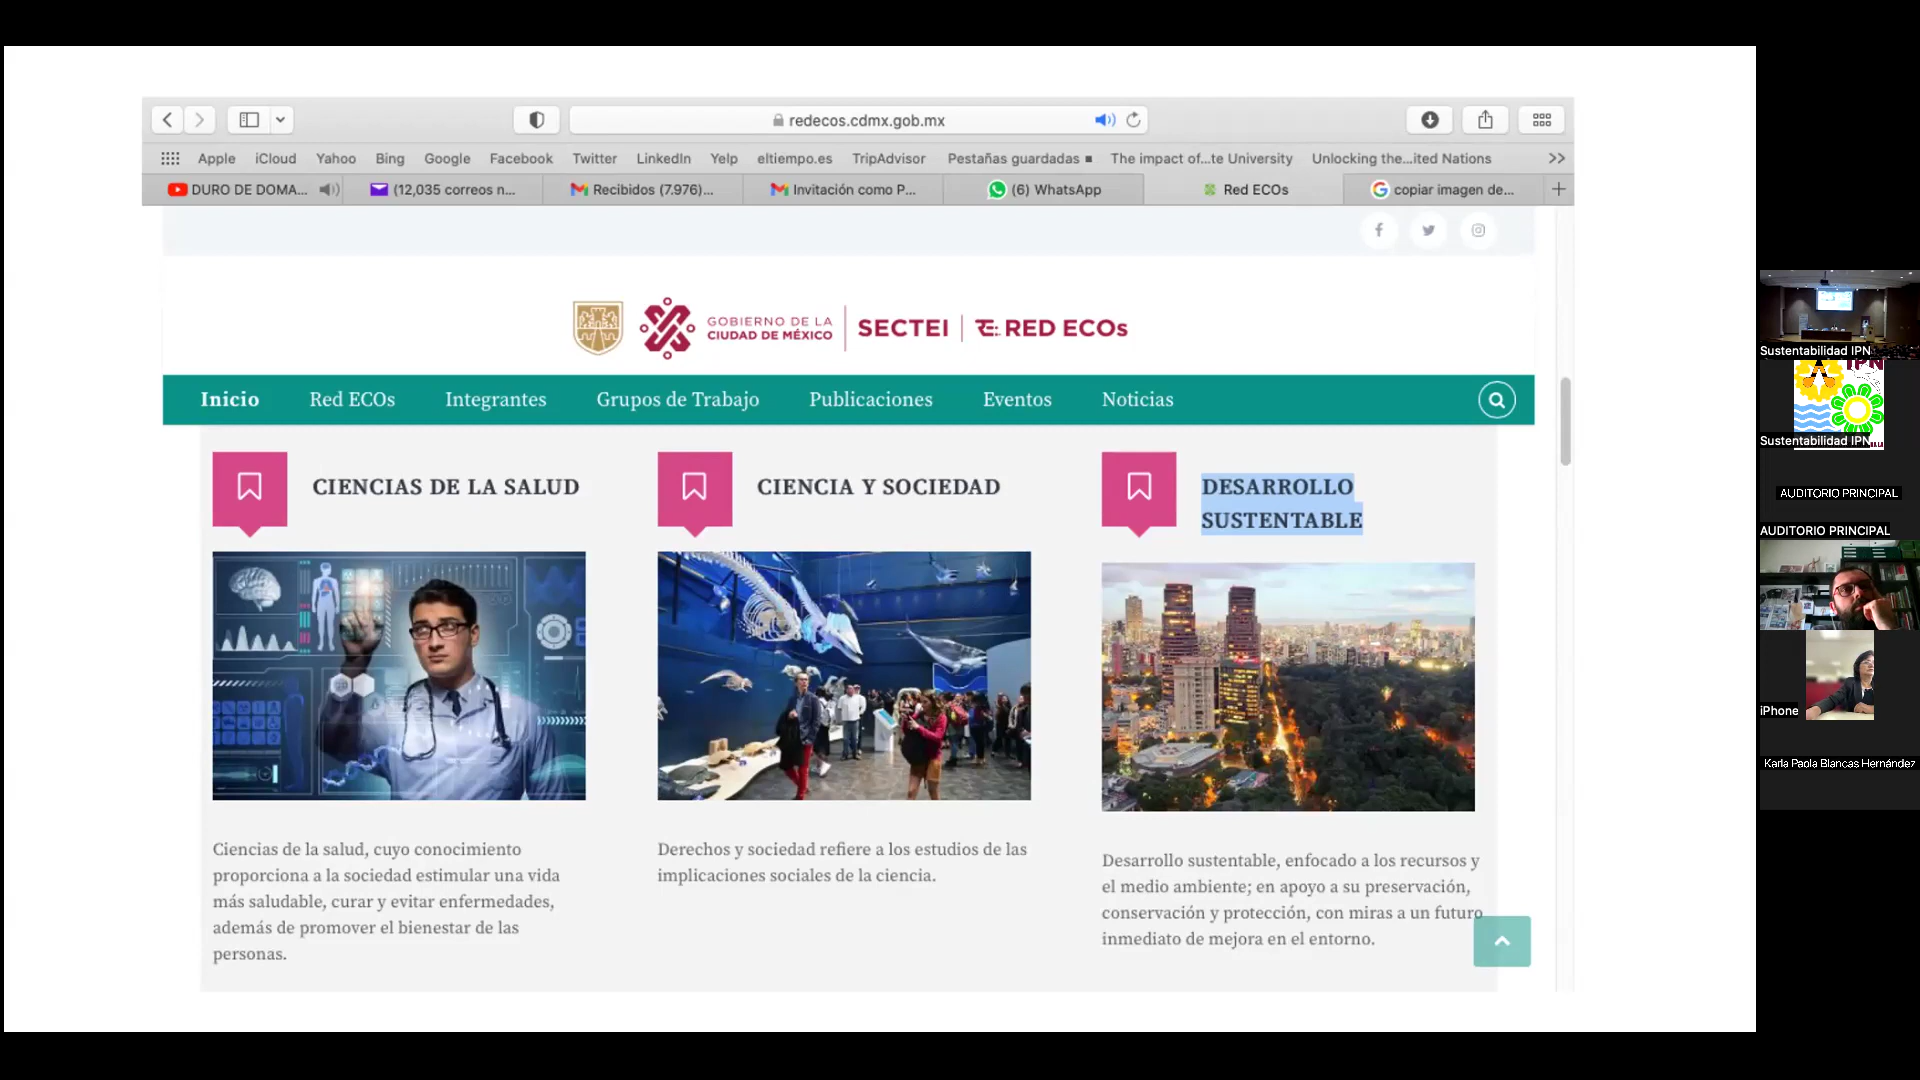 redecos.cdmx.gob.mx
Apple iCloud Yahoo Bing Google Facebook Twitter LinkedIn Yelp eltiempo.es TripAdvisor Pestañas guardadas The impact of...te University Unlocking the...ited Nations
DURO DE DOMA... (12,035 correos n... Recibidos (7.976)... Invitación como P... (6) WhatsApp Red ECOs copiar imagen de...
GOBIERNO DE LA
CIUDAD DE MÉXICO
SECTEI
RED ECOs
Inicio Red ECOs Integrantes Grupos de Trabajo Publicaciones Eventos Noticias
CIENCIAS DE LA SALUD
Ciencias de la salud, cuyo conocimiento
proporciona a la sociedad estimular una vida
más saludable, curar y evitar enfermedades,
además de promover el bienestar de las
personas.
CIENCIA Y SOCIEDAD
Derechos y sociedad refiere a los estudios de las
implicaciones sociales de la ciencia.
DESARROLLO
SUSTENTABLE
Desarrollo sustentable, enfocado a los recursos y
el medio ambiente; en apoyo a su preservación,
conservación y protección, con miras a un futuro
inmediato de mejora en el entorno.
Sustentabilidad IPN
IPN
Sustentabilidad IPN
AUDITORIO PRINCIPAL
AUDITORIO PRINCIPAL
iPhone
Karla Paola Blancas Hernández